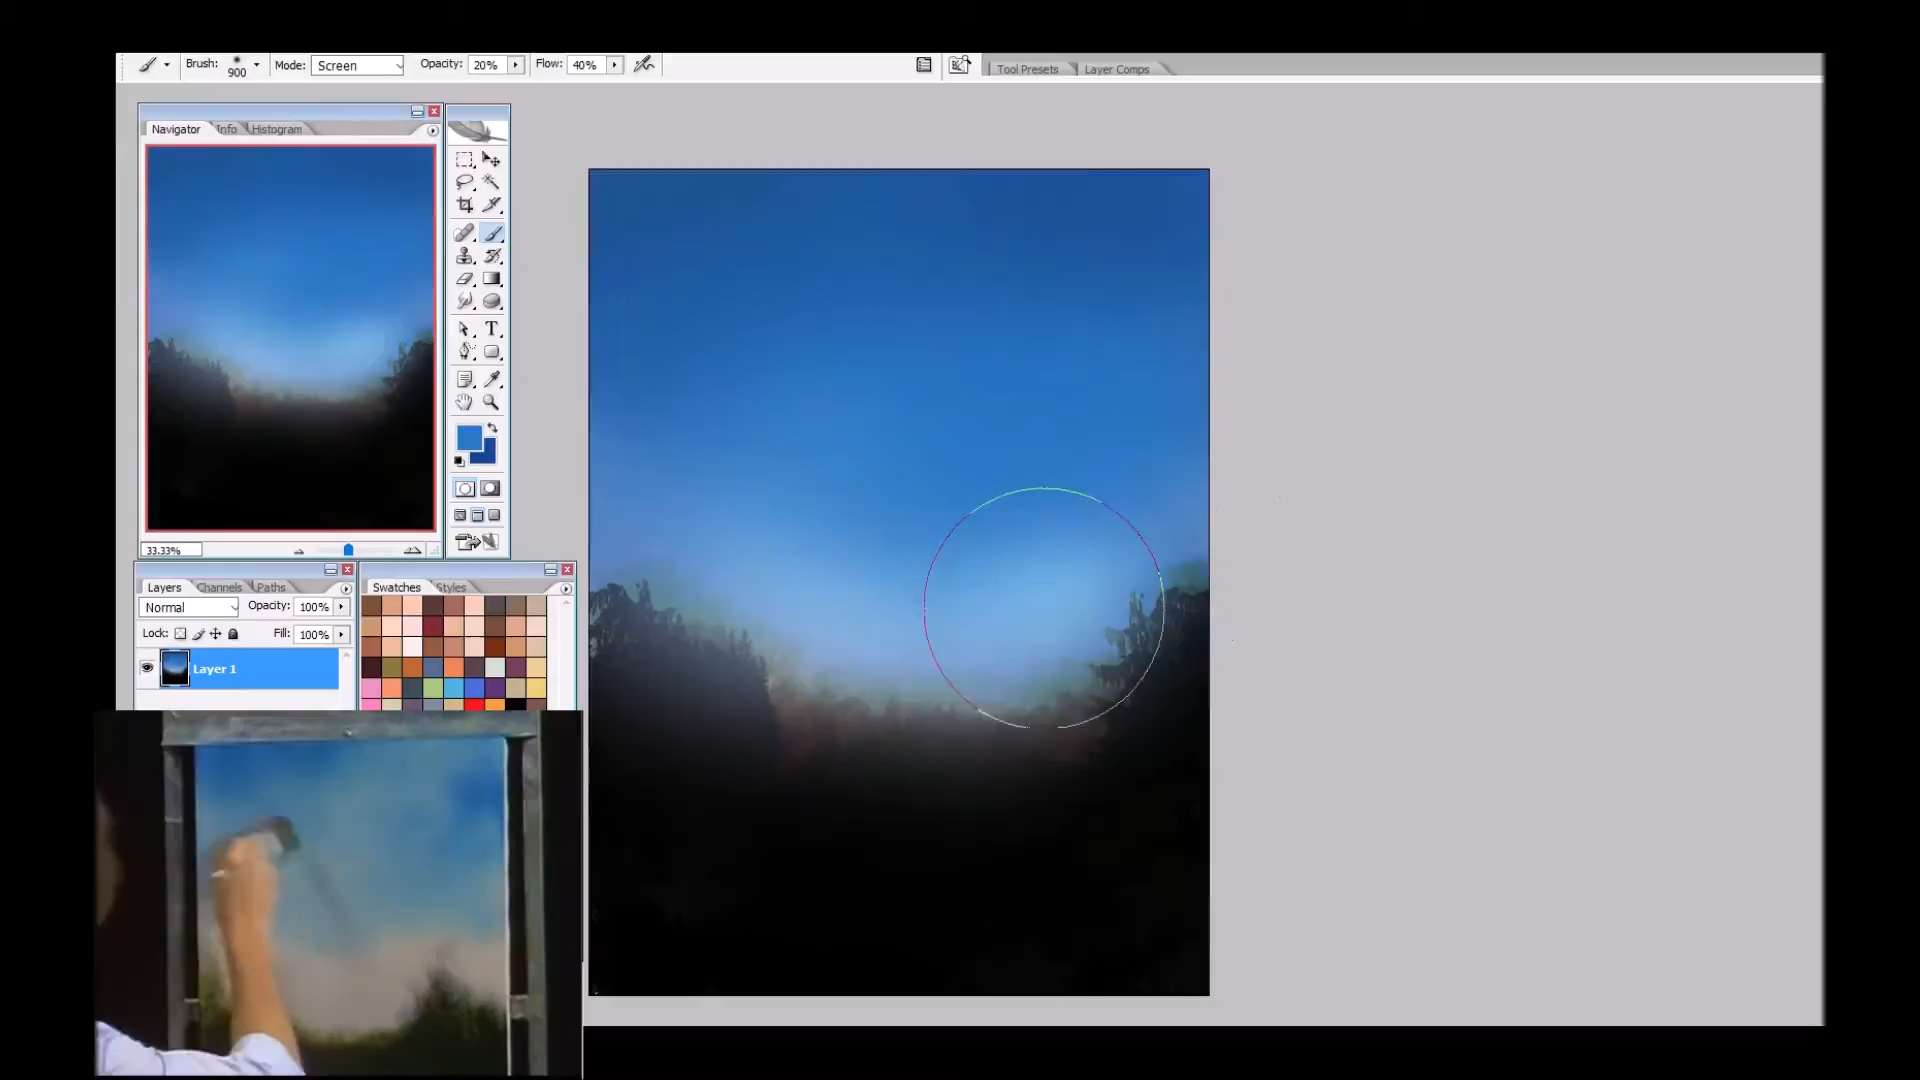 Brush: 900 Mode: Screen Opacity: 20% Flow: 40%
Tool Presets Layer Comps
Navigator Info Histogram
T
33.33%
Layers Channels Paths
Normal Opacity: 100%
Lock: Fill: 100%
Layer 1
Swatches Styles